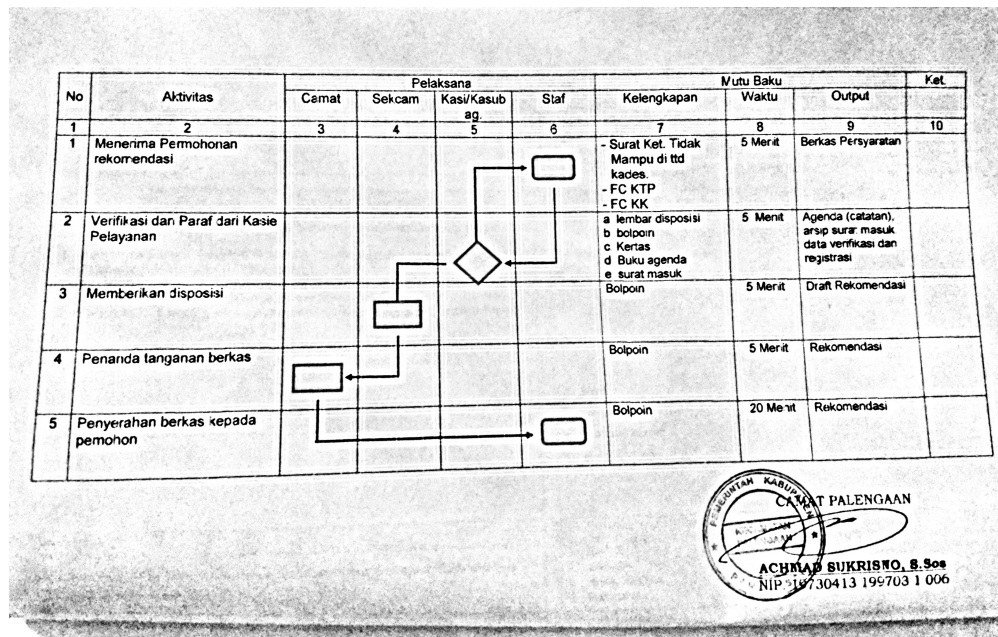 No Aktivitas Pelaksana Mutu Baku Ket.
Camat Sekcam Kasi/Kasub ag. Staf Kelengkapan Waktu Output
1 2 3 4 5 6 7 8 9 10
1 Menerima Permohonan rekomendasi
- Surat Ket. Tidak
Mampu di ttd
kades.
- FC KTP
- FC KK
5 Menit
Berkas Persyaratan
2 Verifikasi dan Paraf dari Kasie
Pelayanan
a lembar disposisi
b bolpoin
c Kertas
d Buku agenda
e surat masuk
5 Menit
Agenda (catatan),
arsip surat masuk
data verifikasi dan
registrasi
3 Memberikan disposisi
Bolpoin
5 Menit
Draft Rekomendasi
4 Penanda tanganan berkas
Bolpoin
5 Menit
Rekomendasi
5 Penyerahan berkas kepada
pemohon
Bolpoin
20 Menit
Rekomendasi
PEMERINTAH KABUPATEN
CAMAT PALENGAAN
ACHMAD SUKRISNO, S.Sos
NIP 19730413 199703 1 006